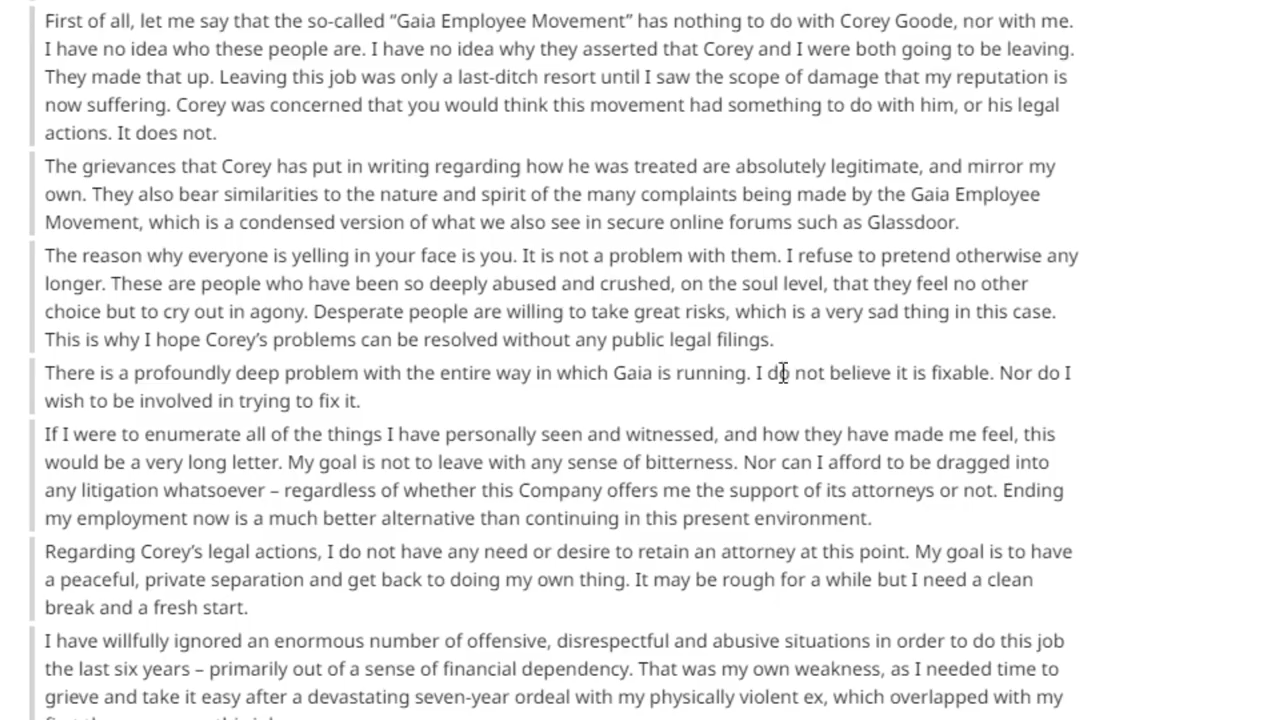 First of all, let me say that the so-called “Gaia Employee Movement” has nothing to do with Corey Goode, nor with me.
I have no idea who these people are. I have no idea why they asserted that Corey and I were both going to be leaving.
They made that up. Leaving this job was only a last-ditch resort until I saw the scope of damage that my reputation is
now suffering. Corey was concerned that you would think this movement had something to do with him, or his legal
actions. It does not.
The grievances that Corey has put in writing regarding how he was treated are absolutely legitimate, and mirror my
own. They also bear similarities to the nature and spirit of the many complaints being made by the Gaia Employee
Movement, which is a condensed version of what we also see in secure online forums such as Glassdoor.
The reason why everyone is yelling in your face is you. It is not a problem with them. I refuse to pretend otherwise any
longer. These are people who have been so deeply abused and crushed, on the soul level, that they feel no other
choice but to cry out in agony. Desperate people are willing to take great risks, which is a very sad thing in this case.
This is why I hope Corey’s problems can be resolved without any public legal filings.
There is a profoundly deep problem with the entire way in which Gaia is running. I do not believe it is fixable. Nor do I
wish to be involved in trying to fix it.
If I were to enumerate all of the things I have personally seen and witnessed, and how they have made me feel, this
would be a very long letter. My goal is not to leave with any sense of bitterness. Nor can I afford to be dragged into
any litigation whatsoever – regardless of whether this Company offers me the support of its attorneys or not. Ending
my employment now is a much better alternative than continuing in this present environment.
Regarding Corey’s legal actions, I do not have any need or desire to retain an attorney at this point. My goal is to have
a peaceful, private separation and get back to doing my own thing. It may be rough for a while but I need a clean
break and a fresh start.
I have willfully ignored an enormous number of offensive, disrespectful and abusive situations in order to do this job
the last six years – primarily out of a sense of financial dependency. That was my own weakness, as I needed time to
grieve and take it easy after a devastating seven-year ordeal with my physically violent ex, which overlapped with my